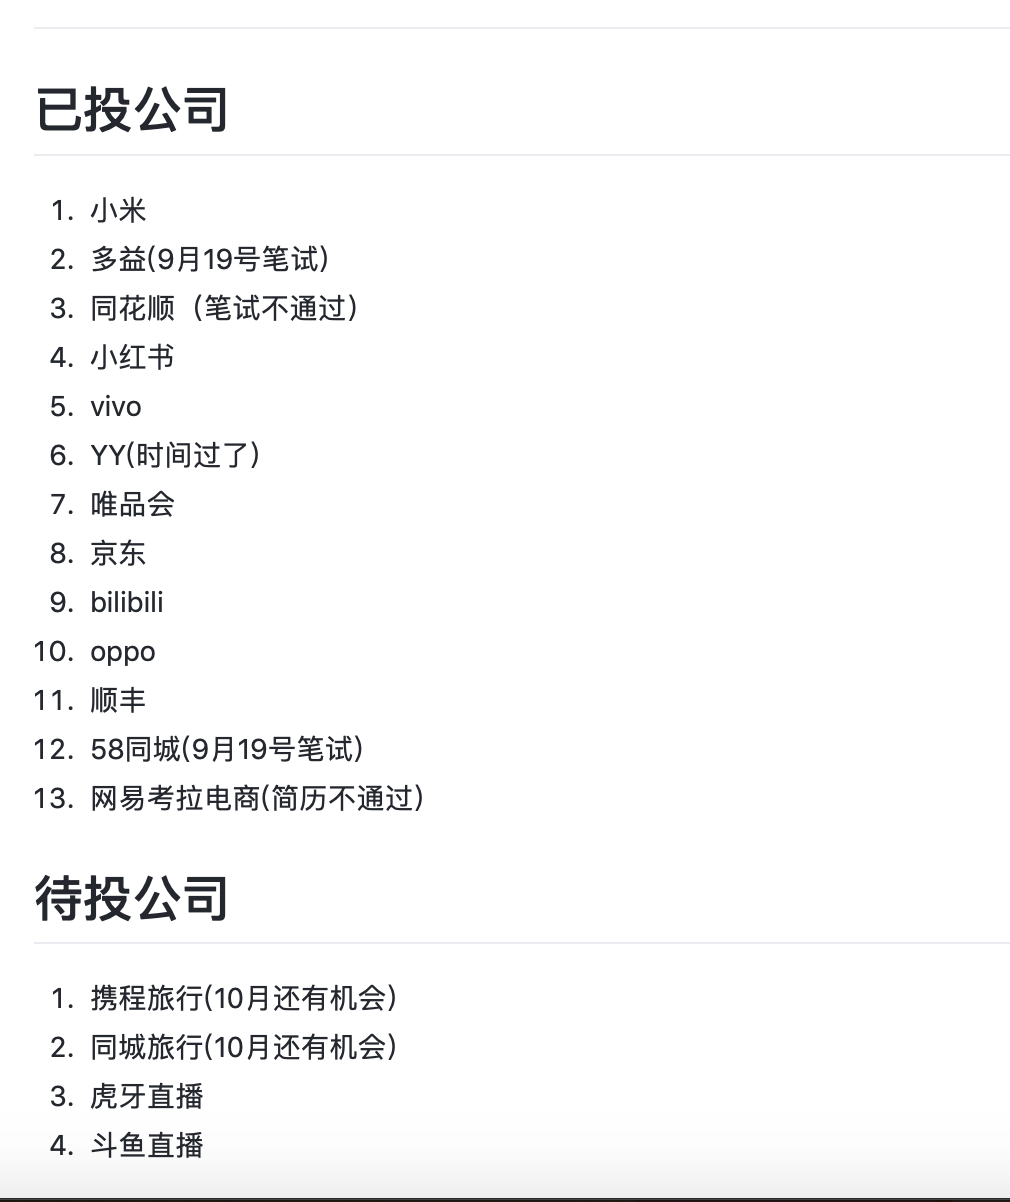 已投公司
1. 小米
2. 多益(9月19号笔试)
3. 同花顺（笔试不通过）
4. 小红书
5. vivo
6. YY(时间过了)
7. 唯品会
8. 京东
9. bilibili
10. oppo
11. 顺丰
12. 58同城(9月19号笔试)
13. 网易考拉电商(简历不通过)
待投公司
1. 携程旅行(10月还有机会)
2. 同城旅行(10月还有机会)
3. 虎牙直播
4. 斗鱼直播